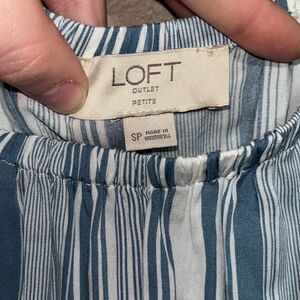 LOFT
OUTLET
PETITE
SP MADE IN
INDONESIA